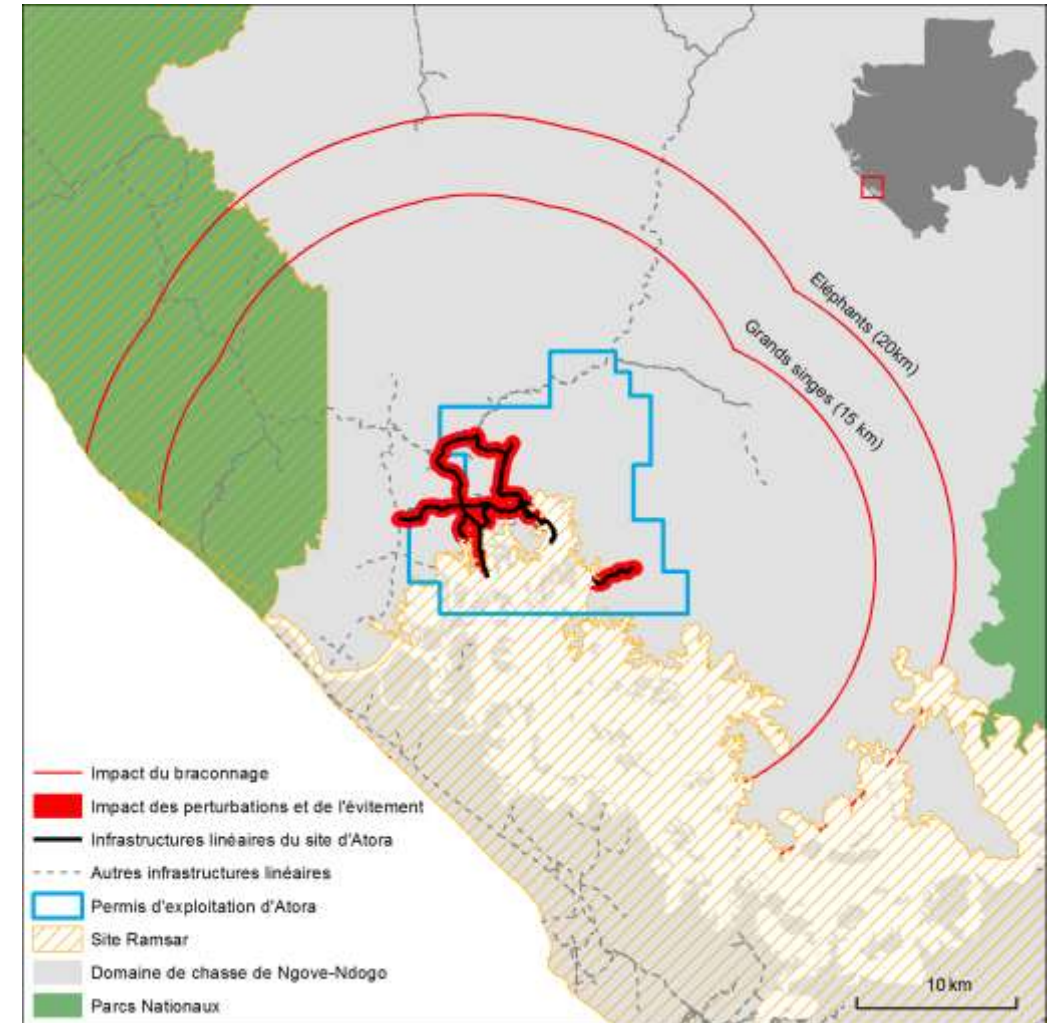 Eléphants (20km)
Grands singes (15 km)
Impact du braconnage
Impact des perturbations et de l'évitement
Infrastructures linéaires du site d'Atora
Autres infrastructures linéaires
Permis d'exploitation d'Atora
Site Ramsar
Domaine de chasse de Ngove-Ndogo
Parcs Nationaux
10 km